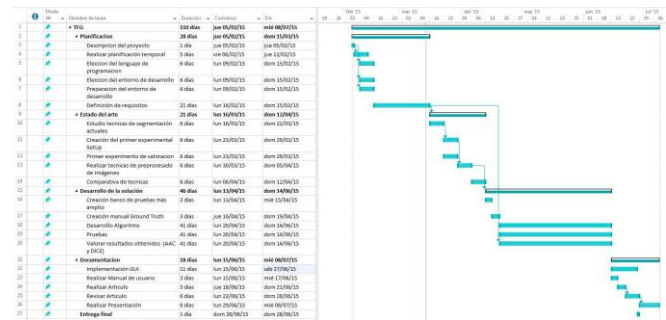 Modo
de
Nombre de tarea
Duración
Comienzo
Fin
feb '15
mar '15
abr '15
may '15
jun '15
jul '15
1 TFG 110 días jue 05/02/15 mié 08/07/15
2 Planificacion 28 días jue 05/02/15 dom 15/03/15
3 Descripcion del proyecto 1 día jue 05/02/15 jue 05/02/15
4 Realizar planificación temporal 5 días vie 06/02/15 jue 12/02/15
5 Eleccion del lenguaje de 6 días lun 09/02/15 dom 15/02/15
programacion
6 Eleccion del entorno de desarrollo 6 días lun 09/02/15 dom 15/02/15
7 Preparacion del entorno de 6 días lun 09/02/15 dom 15/02/15
desarrollo
8 Definición de requisitos 21 días lun 16/02/15 dom 15/03/15
9 Estado del arte 21 días lun 16/03/15 dom 12/04/15
10 Estudio tecnicas de segmentación 6 días lun 16/03/15 dom 22/03/15
actuales
11 Creación del primer experimental 6 días lun 23/03/15 dom 29/03/15
SetUp
12 Primer experimento de valoracion 6 días lun 23/03/15 dom 29/03/15
13 Realizar tecnicas de preprocesado 6 días lun 30/03/15 dom 05/04/15
de imágenes
14 Comparativa de tecnicas 6 días lun 06/04/15 dom 12/04/15
15 Desarrollo de la solución 46 días lun 13/04/15 dom 14/06/15
16 Creación banco de pruebas más 3 días lun 13/04/15 mié 15/04/15
amplio
17 Creación manual Ground Truth 3 días jue 16/04/15 dom 19/04/15
18 Desarrollo Algoritmo 41 días lun 20/04/15 dom 14/06/15
19 Pruebas 41 días lun 20/04/15 dom 14/06/15
20 Valorar resultados obtenidos (AAC 41 días lun 20/04/15 dom 14/06/15
y DICE)
21 Documentacion 18 días lun 15/06/15 mié 08/07/15
22 Implementación GUI 11 días lun 15/06/15 sáb 27/06/15
23 Realizar Manual de usuario 3 días lun 15/06/15 mié 17/06/15
24 Realizar Articulo 3 días jue 18/06/15 dom 21/06/15
25 Revisar Articulo 6 días lun 22/06/15 dom 28/06/15
26 Realizar Presentación 8 días lun 29/06/15 mié 08/07/15
27 Entrega final 1 día dom 28/06/15 dom 28/06/15